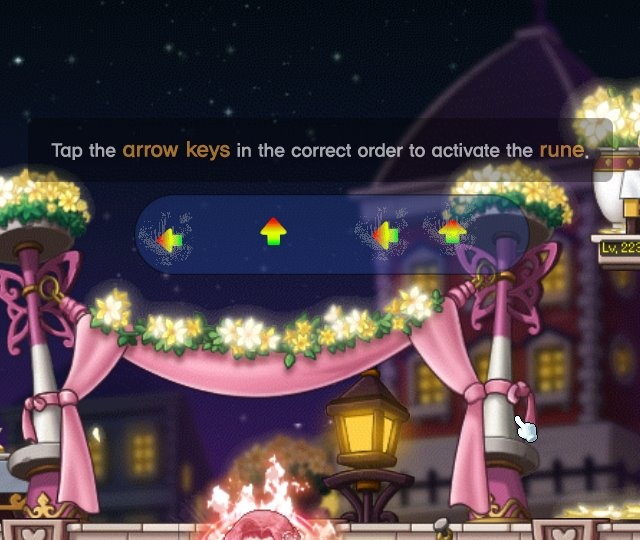 Tap the arrow keys in the correct order to activate the rune.
Lv, 223